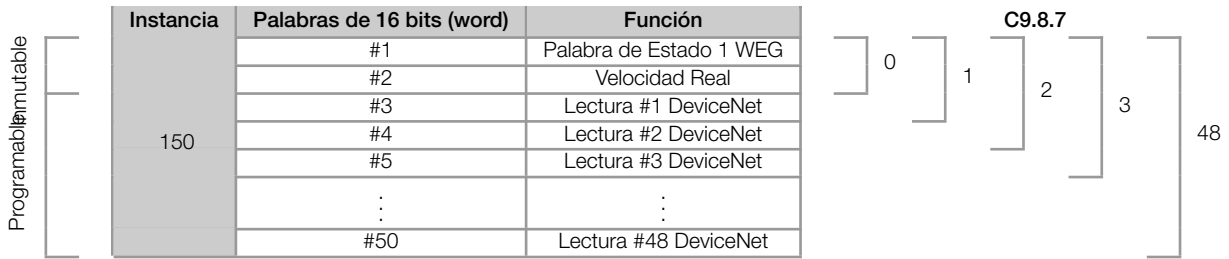 Instancia Palabras de 16 bits (word) Función C9.8.7
Inmutable
Programable
150
#1 Palabra de Estado 1 WEG
#2 Velocidad Real
#3 Lectura #1 DeviceNet
#4 Lectura #2 DeviceNet
#5 Lectura #3 DeviceNet
. .
. .
. .
#50 Lectura #48 DeviceNet
0
1
2
3
48